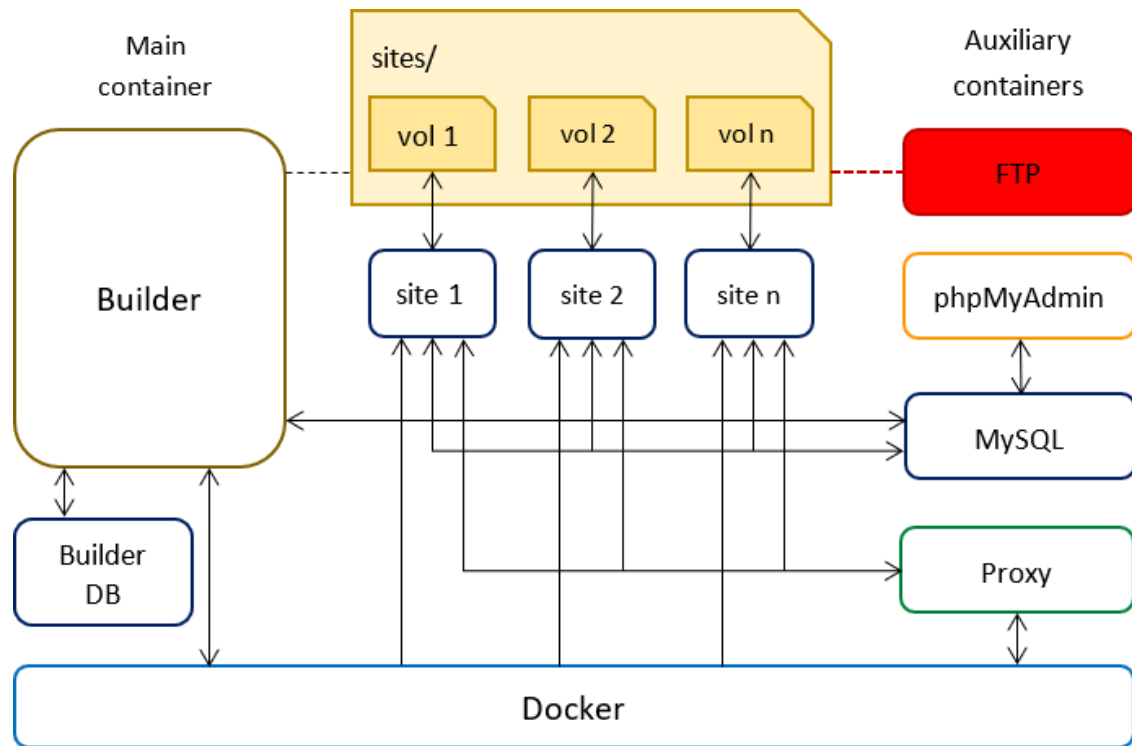 Main
container
sites/
Auxiliary
containers
vol 1
vol 2
vol n
FTP
Builder
site 1
site 2
site n
phpMyAdmin
MySQL
Builder
DB
Proxy
Docker